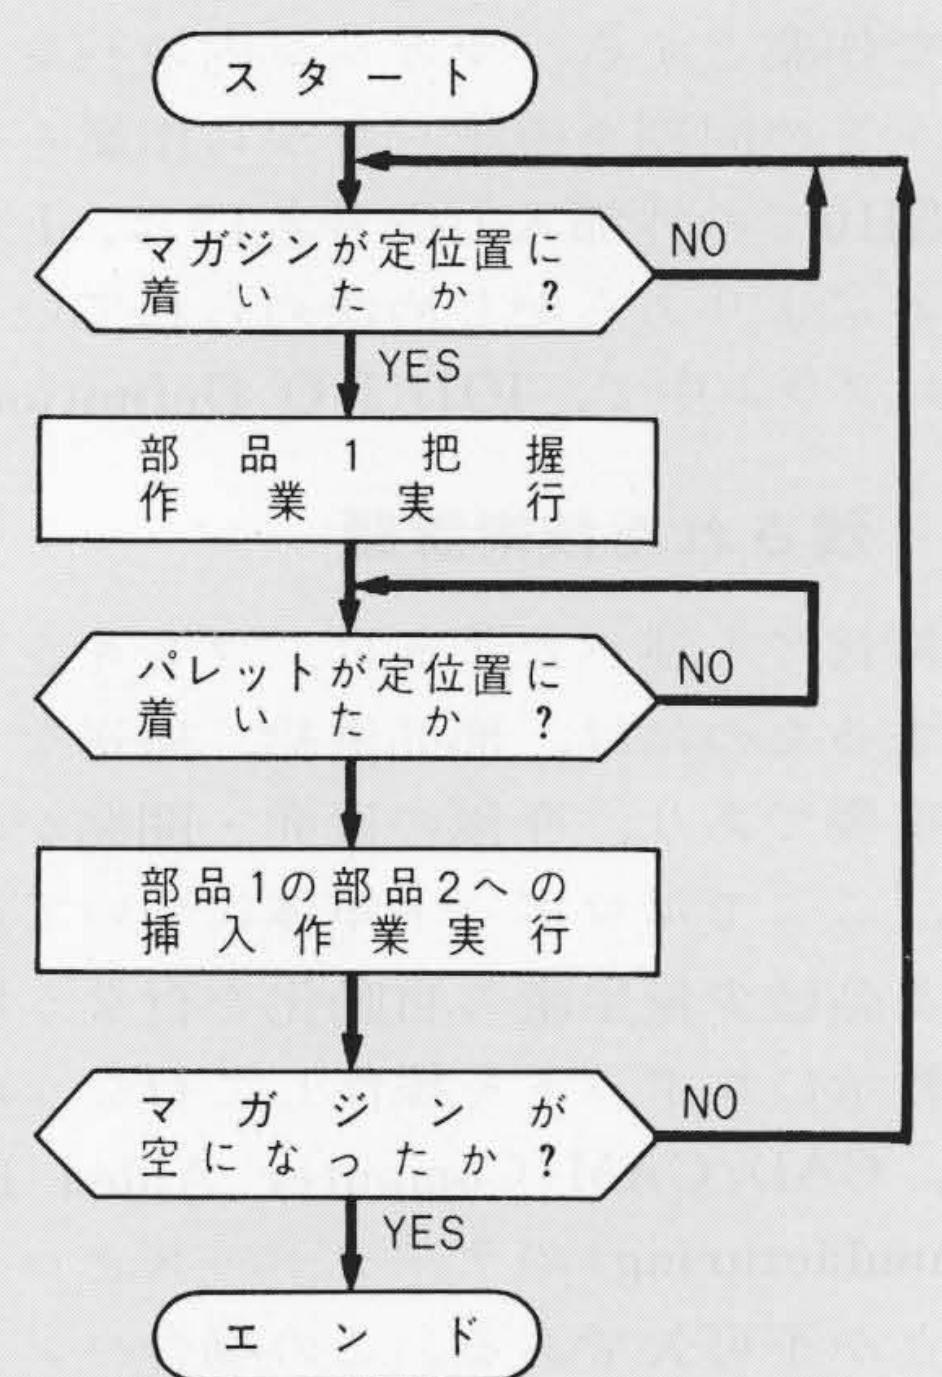 スタート
マガジンが定位置に
着いたか?
NO
YES
部品1把握
作業実行
パレットが定位置に
着いたか?
NO
部品1の部品2への
挿入作業実行
マガジンが
空になったか?
NO
YES
エンド